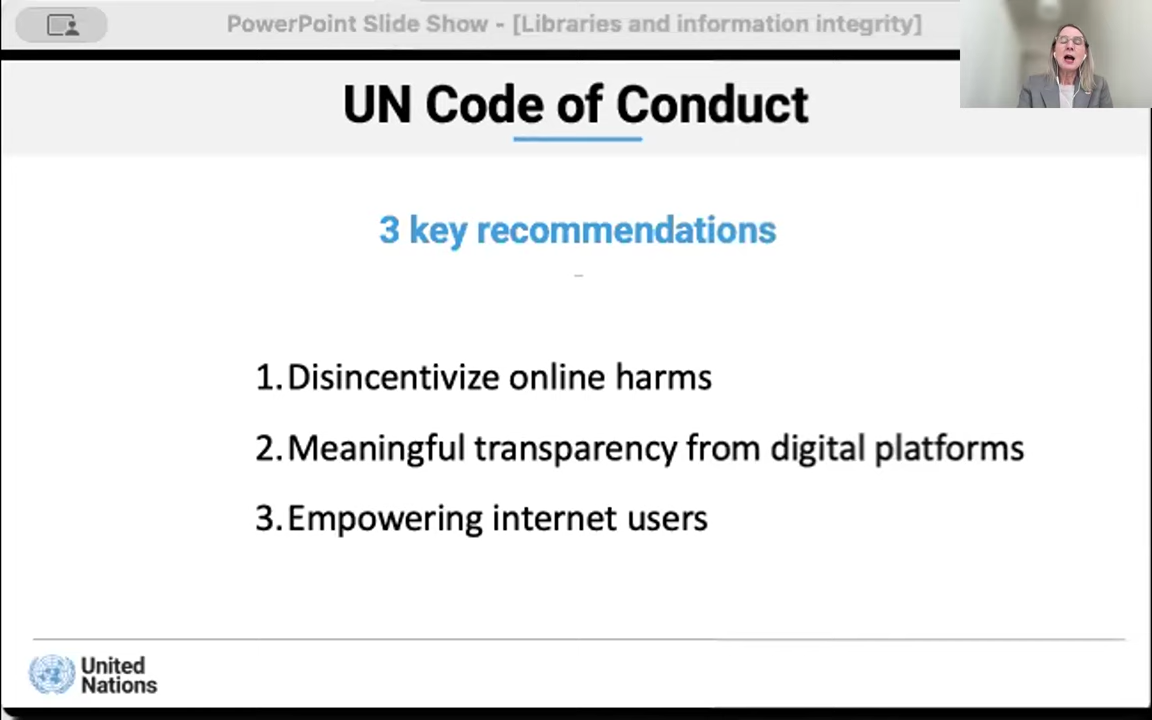 PowerPoint Slide Show - [Libraries and information integrity]
UN Code of Conduct
3 key recommendations
–
1. Disincentivize online harms
2. Meaningful transparency from digital platforms
3. Empowering internet users
United
Nations